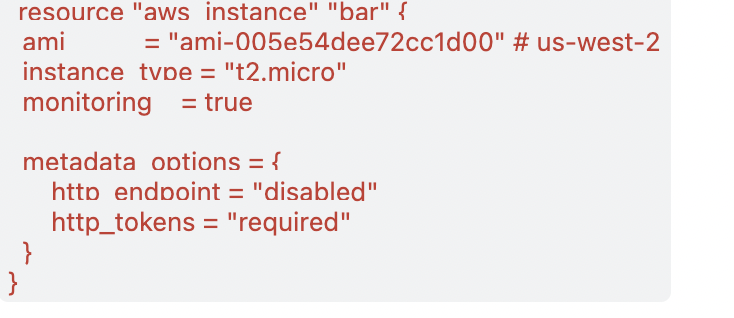 resource "aws_instance" "bar" {
ami = "ami-005e54dee72cc1d00" # us-west-2
instance_type = "t2.micro"
monitoring = true
metadata_options = {
http_endpoint = "disabled"
http_tokens = "required"
}
}